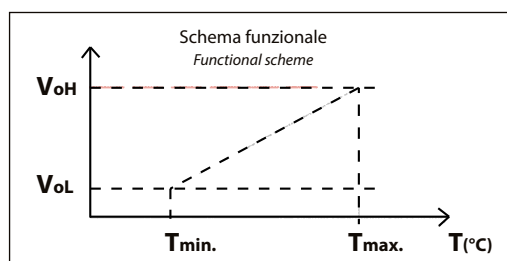 Schema funzionale
Functional scheme
VoH
VoL
Tmin.
Tmax.
T(°C)